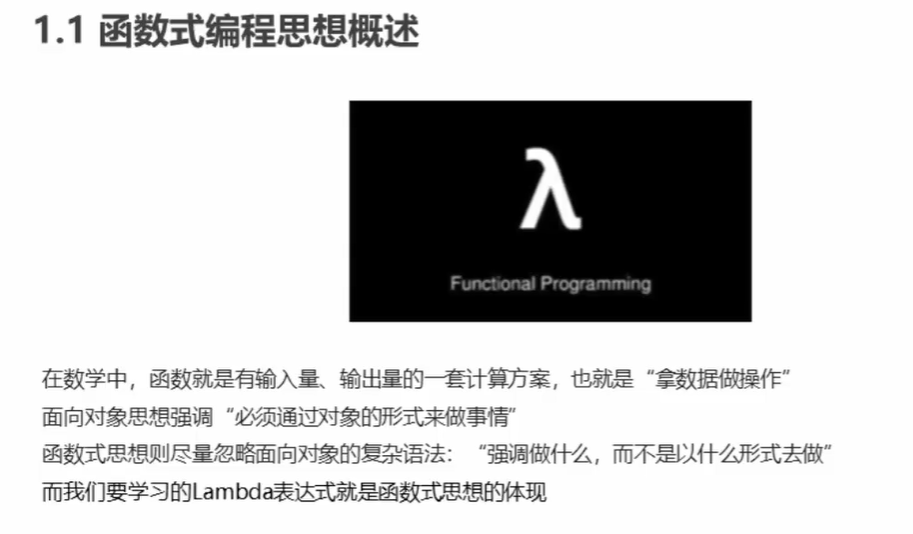 1.1 函数式编程思想概述
λ
Functional Programming
在数学中，函数就是有输入量、输出量的一套计算方案，也就是“拿数据做操作”
面向对象思想强调“必须通过对象的形式来做事情”
函数式思想则尽量忽略面向对象的复杂语法：“强调做什么，而不是以什么形式去做”
而我们要学习的Lambda表达式就是函数式思想的体现